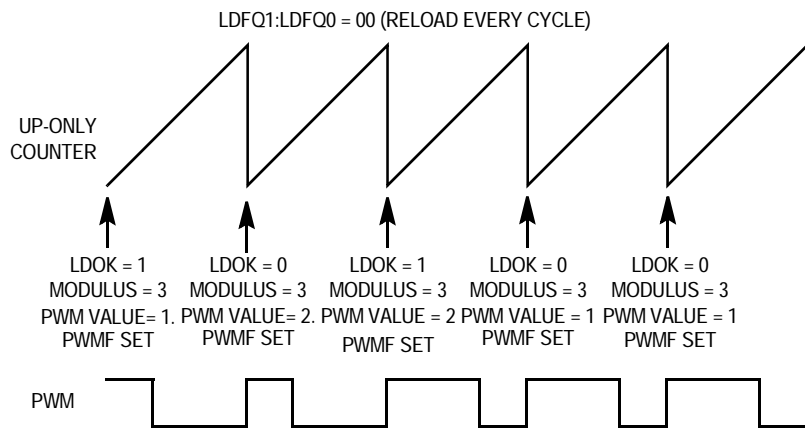 LDFQ1:LDFQ0 = 00 (RELOAD EVERY CYCLE)
UP-ONLY
COUNTER
LDOK = 1
MODULUS = 3
PWM VALUE= 1.
PWMF SET
LDOK = 0
MODULUS = 3
PWM VALUE= 2.
PWMF SET
LDOK = 1
MODULUS = 3
PWM VALUE = 2
PWMF SET
LDOK = 0
MODULUS = 3
PWM VALUE = 1
PWMF SET
LDOK = 0
MODULUS = 3
PWM VALUE = 1
PWMF SET
PWM